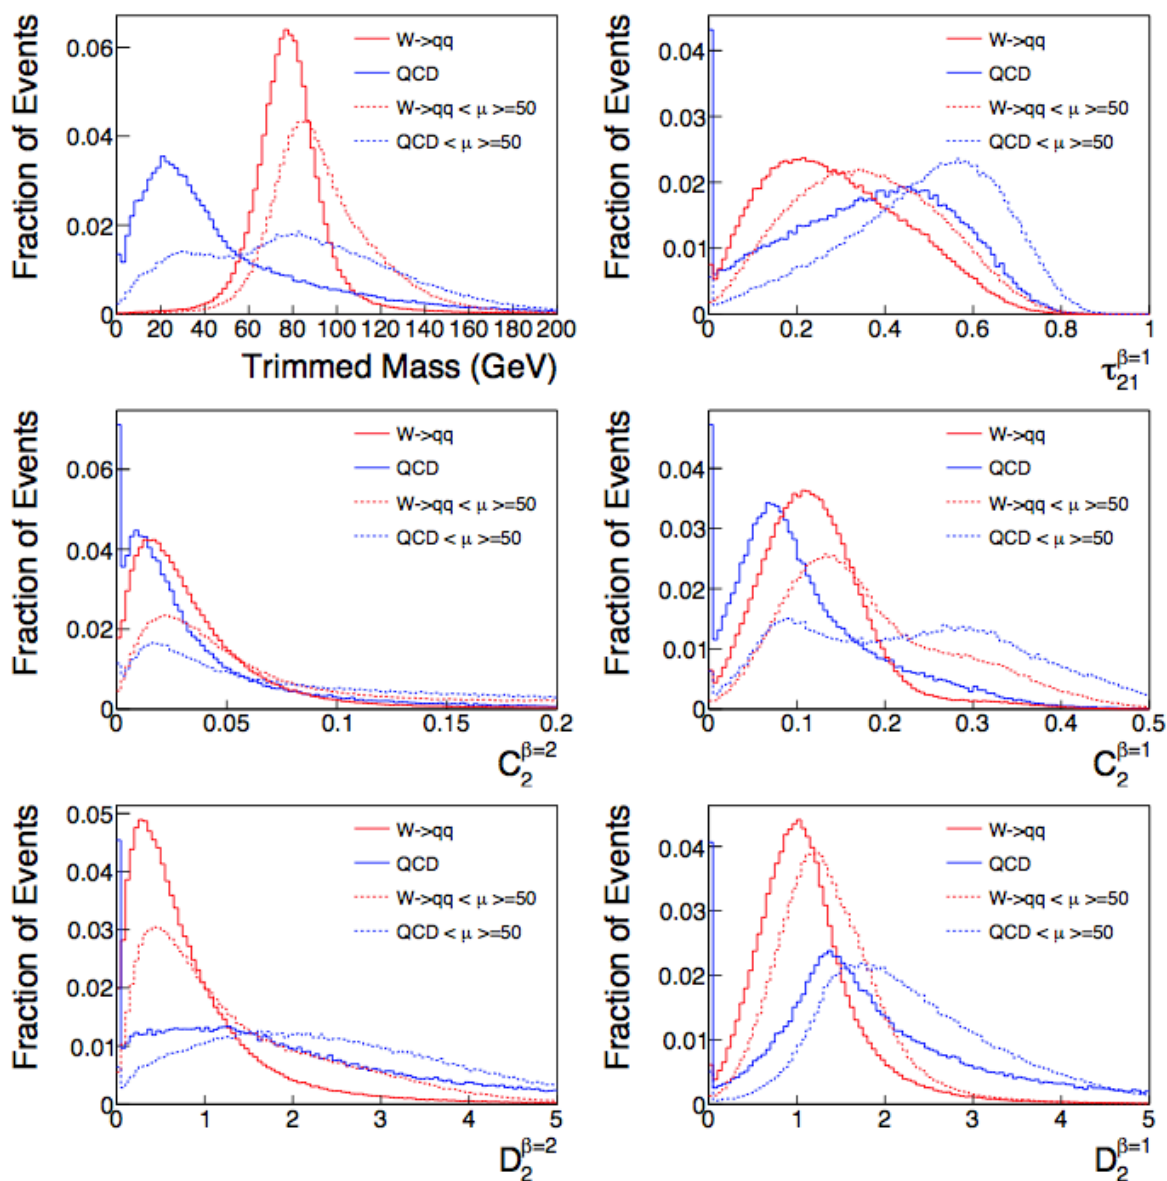 Fraction of Events
0.06
0.04
0.02
0
W->qq
QCD
W->qq < μ >=50
QCD < μ >=50
0 20 40 60 80 100 120 140 160 180 200
Trimmed Mass (GeV)
Fraction of Events
0.04
0.03
0.02
0.01
0
W->qq
QCD
W->qq < μ >=50
QCD < μ >=50
0 0.2 0.4 0.6 0.8 1
τ₂₁^β=1
Fraction of Events
0.06
0.04
0.02
0
W->qq
QCD
W->qq < μ >=50
QCD < μ >=50
0 0.05 0.1 0.15 0.2
C₂^β=2
Fraction of Events
0.04
0.03
0.02
0.01
0
W->qq
QCD
W->qq < μ >=50
QCD < μ >=50
0 0.1 0.2 0.3 0.4 0.5
C₂^β=1
Fraction of Events
0.05
0.04
0.03
0.02
0.01
0
W->qq
QCD
W->qq < μ >=50
QCD < μ >=50
0 1 2 3 4 5
D₂^β=2
Fraction of Events
0.04
0.03
0.02
0.01
0
W->qq
QCD
W->qq < μ >=50
QCD < μ >=50
0 1 2 3 4 5
D₂^β=1